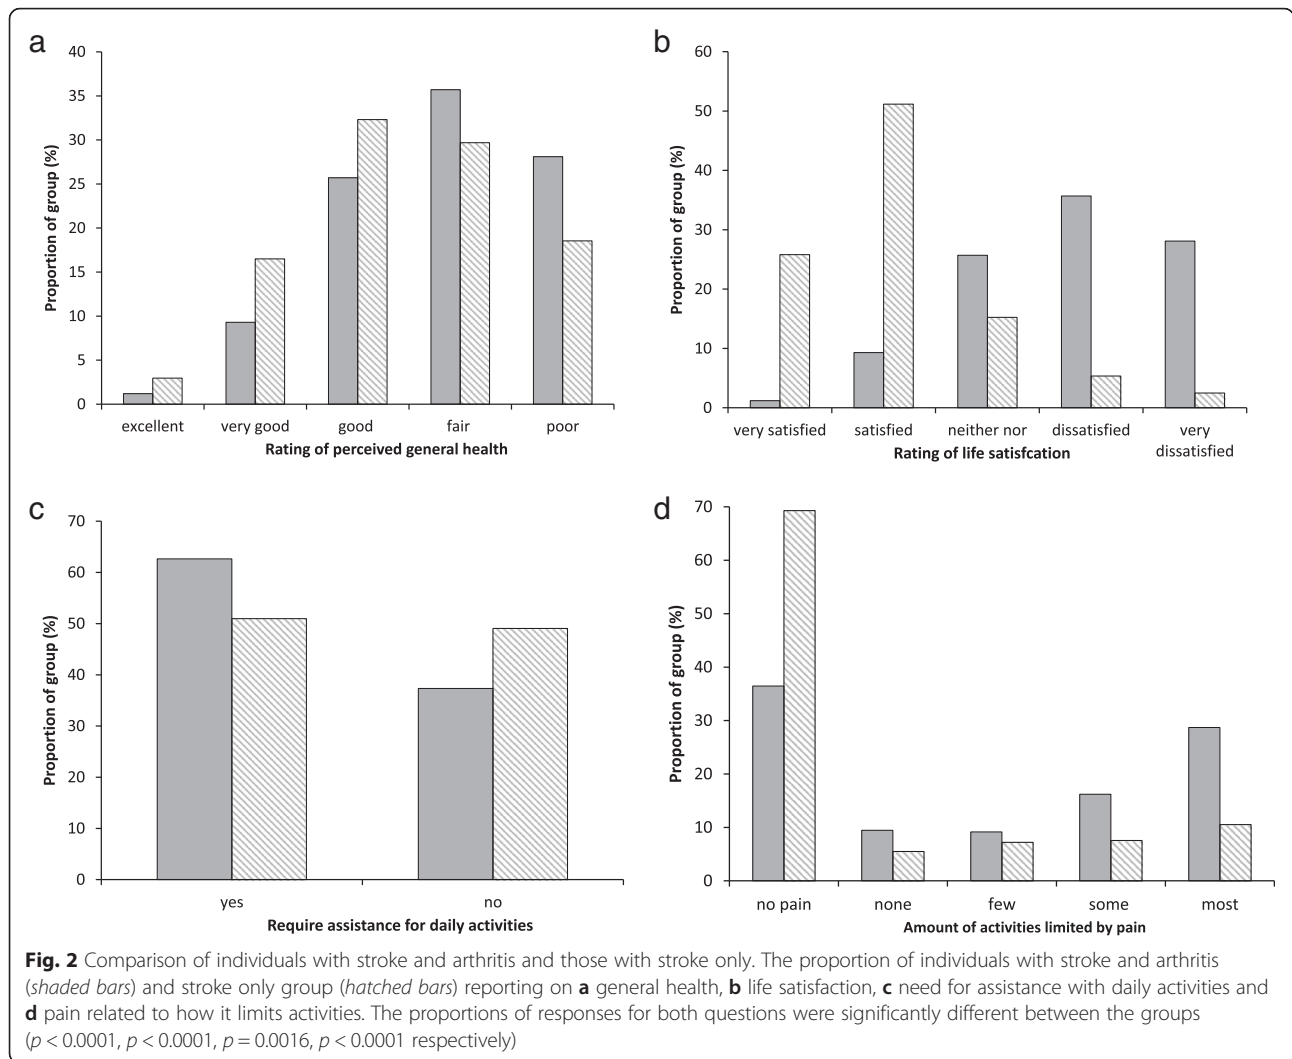 a
40
35
30
25
20
15
10
5
0
Proportion of group (%)
excellent very good good fair poor
Rating of perceived general health
b
60
50
40
30
20
10
0
Proportion of group (%)
very satisfied satisfied neither nor dissatisfied very
dissatisfied
Rating of life satisfcation
c
70
60
50
40
30
20
10
0
Proportion of group (%)
yes no
Require assistance for daily activities
d
70
60
50
40
30
20
10
0
Proportion of group (%)
no pain none few some most
Amount of activities limited by pain
Fig. 2 Comparison of individuals with stroke and arthritis and those with stroke only. The proportion of individuals with stroke and arthritis
(shaded bars) and stroke only group (hatched bars) reporting on a general health, b life satisfaction, c need for assistance with daily activities and
d pain related to how it limits activities. The proportions of responses for both questions were significantly different between the groups
(p < 0.0001, p < 0.0001, p = 0.0016, p < 0.0001 respectively)